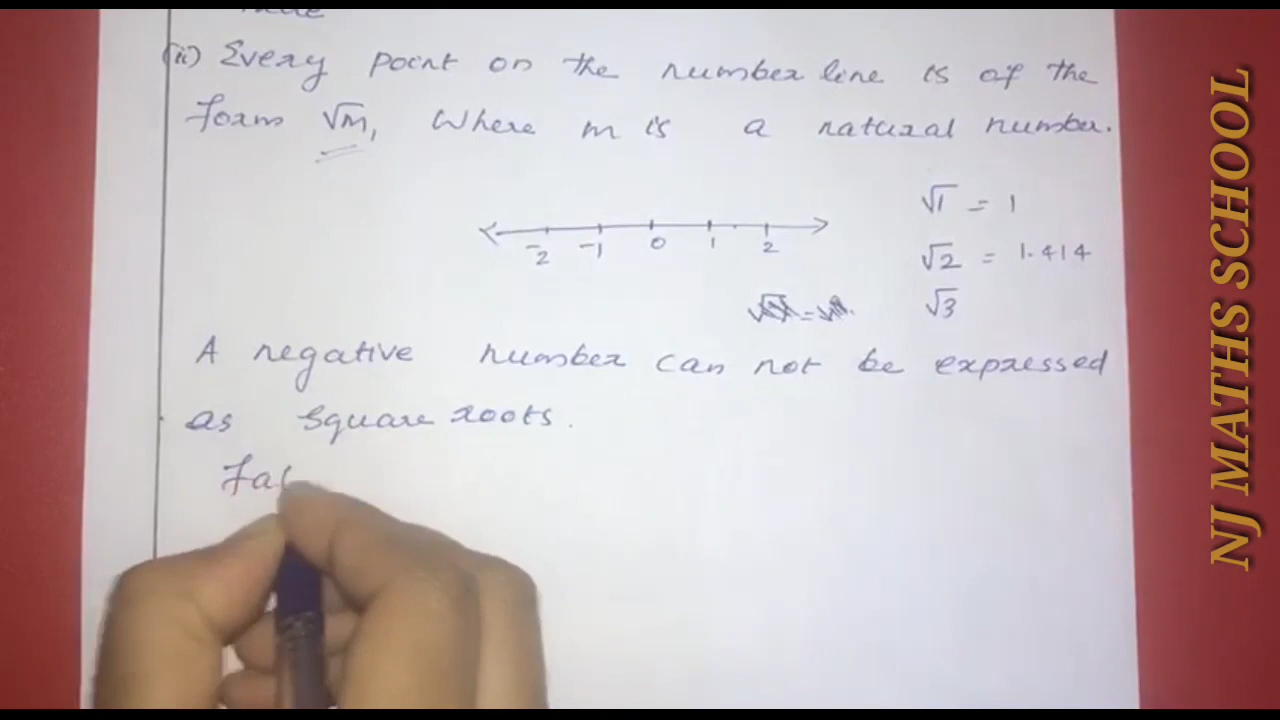 (ii) Every point on the number line is of the
form √m, Where m is a natural number.
√1 = 1
-2 -1 0 1 2
√2 = 1.414
√3
A negative number can not be expressed
as square roots.
Fal
NJ MATHS SCHOOL